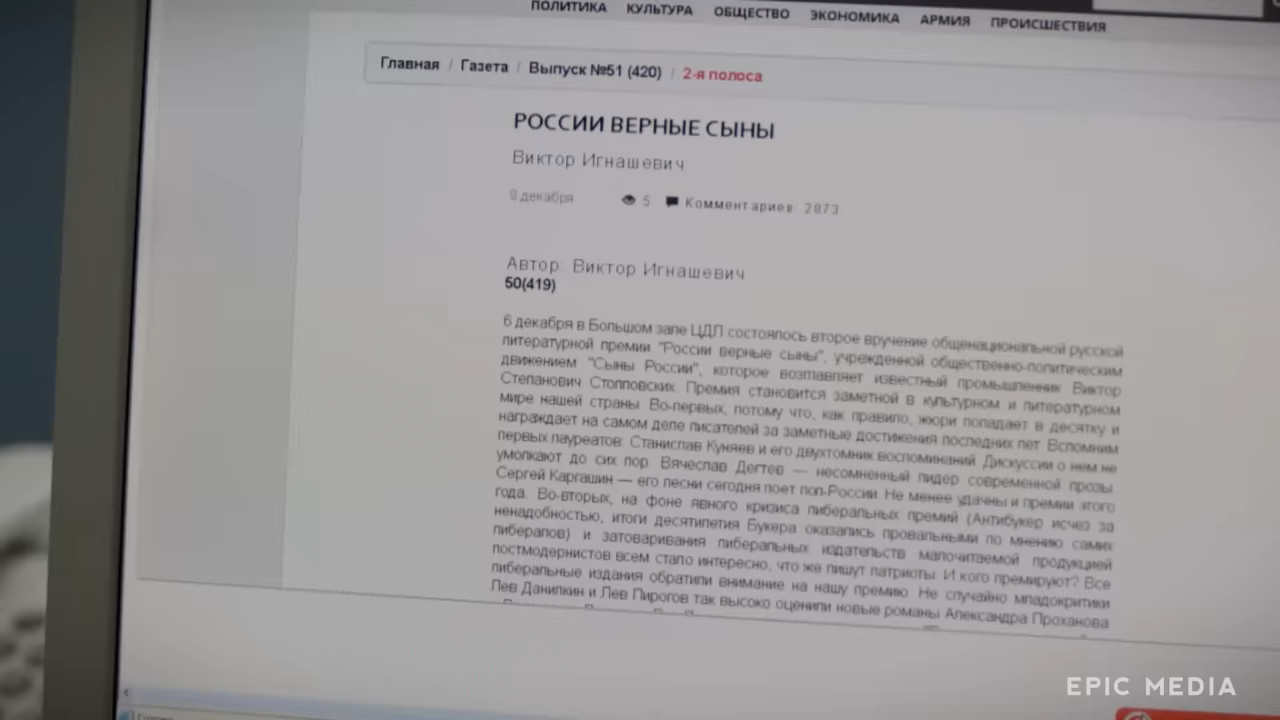 ПОЛИТИКА КУЛЬТУРА ОБЩЕСТВО ЭКОНОМИКА АРМИЯ ПРОИСШЕСТВИЯ
Главная / Газета / Выпуск №51 (420) / 2-я полоса
РОССИИ ВЕРНЫЕ СЫНЫ
Виктор Игнашевич
9 декабря 5 Комментариев: 2873
Автор: Виктор Игнашевич
50(419)
6 декабря в Большом зале ЦДЛ состоялось второе вручение общенациональной русской
литературной премии "России верные сыны", учрежденной общественно-политическим
движением "Сыны России", которое возглавляет известный промышленник Виктор
Степанович Столповских. Премия становится заметной в культурном и литературном
мире нашей страны. Во-первых, потому что, как правило, жюри попадает в десятку и
награждает на самом деле писателей за заметные достижения последних лет. Вспомним
первых лауреатов: Станислав Куняев и его двухтомник воспоминаний. Дискуссии о нем не
умолкают до сих пор. Вячеслав Дегтев — несомненный лидер современной прозы.
Сергей Каргашин — его песни сегодня поет пол-России. Не менее удачны и премии этого
года. Во-вторых, на фоне явного кризиса либеральных премий (Антибукер исчез за
ненадобностью, итоги десятилетия Букера оказались провальными по мнению самих
либералов) и затоваривания либеральных издательств малочитаемой продукцией
постмодернистов всем стало интересно, что же пишут патриоты. И кого премируют? Все
либеральные издания обратили внимание на нашу премию. Не случайно младокритики
Лев Данилкин и Лев Пирогов так высоко оценили новые романы Александра Проханова
EPIC MEDIA